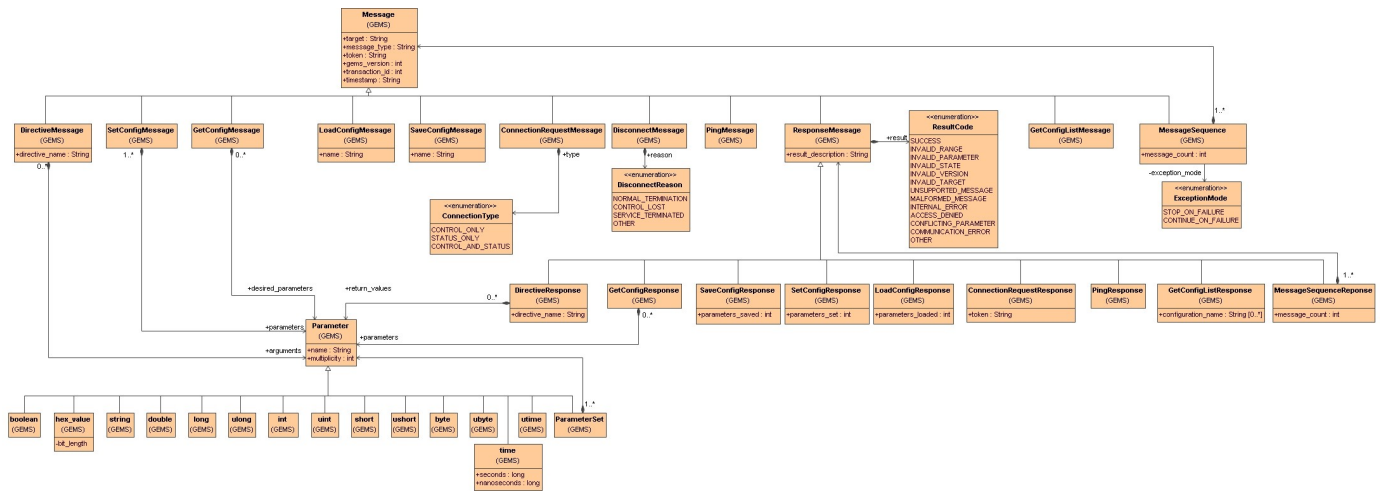 Message
(GEMS)
+target : String
+message_type : String
+token : String
+gems_version : int
+transaction_id : int
+timestamp : String
DirectiveMessage
(GEMS)
+directive_name : String
0..*
SetConfigMessage
(GEMS)
1..*
GetConfigMessage
(GEMS)
0..*
LoadConfigMessage
(GEMS)
+name : String
SaveConfigMessage
(GEMS)
+name : String
ConnectionRequestMessage
(GEMS)
+type
DisconnectMessage
(GEMS)
+reason
PingMessage
(GEMS)
ResponseMessage
(GEMS)
+result_description : String
+result
<<enumeration>>
ResultCode
SUCCESS
INVALID_RANGE
INVALID_PARAMETER
INVALID_STATE
INVALID_VERSION
INVALID_TARGET
UNSUPPORTED_MESSAGE
MALFORMED_MESSAGE
INTERNAL_ERROR
ACCESS_DENIED
CONFLICTING_PARAMETER
COMMUNICATION_ERROR
OTHER
GetConfigListMessage
(GEMS)
1..*
MessageSequence
(GEMS)
+message_count : int
-exception_mode
<<enumeration>>
ExceptionMode
STOP_ON_FAILURE
CONTINUE_ON_FAILURE
<<enumeration>>
DisconnectReason
NORMAL_TERMINATION
CONTROL_LOST
SERVICE_TERMINATED
OTHER
<<enumeration>>
ConnectionType
CONTROL_ONLY
STATUS_ONLY
CONTROL_AND_STATUS
+desired_parameters
+return_values
0..*
DirectiveResponse
(GEMS)
+directive_name : String
GetConfigResponse
(GEMS)
0..*
SaveConfigResponse
(GEMS)
+parameters_saved : int
SetConfigResponse
(GEMS)
+parameters_set : int
LoadConfigResponse
(GEMS)
+parameters_loaded : int
ConnectionRequestResponse
(GEMS)
+token : String
PingResponse
(GEMS)
GetConfigListResponse
(GEMS)
+configuration_name : String [0..*]
1..*
MessageSequenceReponse
(GEMS)
+message_count : int
+parameters
Parameter
(GEMS)
+name : String
+multiplicity : int
+parameters
+arguments
boolean
(GEMS)
hex_value
(GEMS)
-bit_length
string
(GEMS)
double
(GEMS)
long
(GEMS)
ulong
(GEMS)
int
(GEMS)
uint
(GEMS)
short
(GEMS)
ushort
(GEMS)
byte
(GEMS)
ubyte
(GEMS)
utime
(GEMS)
1..*
ParameterSet
(GEMS)
time
(GEMS)
+seconds : long
+nanoseconds : long